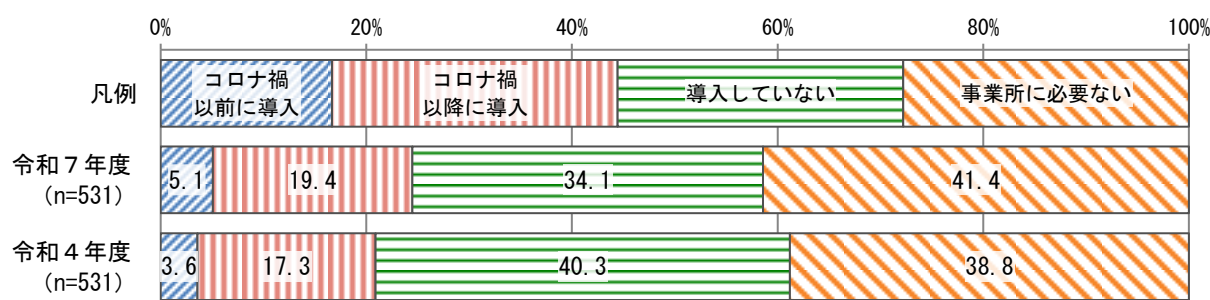 0% 20% 40% 60% 80% 100%
凡例
コロナ禍
以前に導入
コロナ禍
以降に導入
導入していない
事業所に必要ない
令和７年度
(n=531)
5.1 19.4 34.1 41.4
令和４年度
(n=531)
3.6 17.3 40.3 38.8